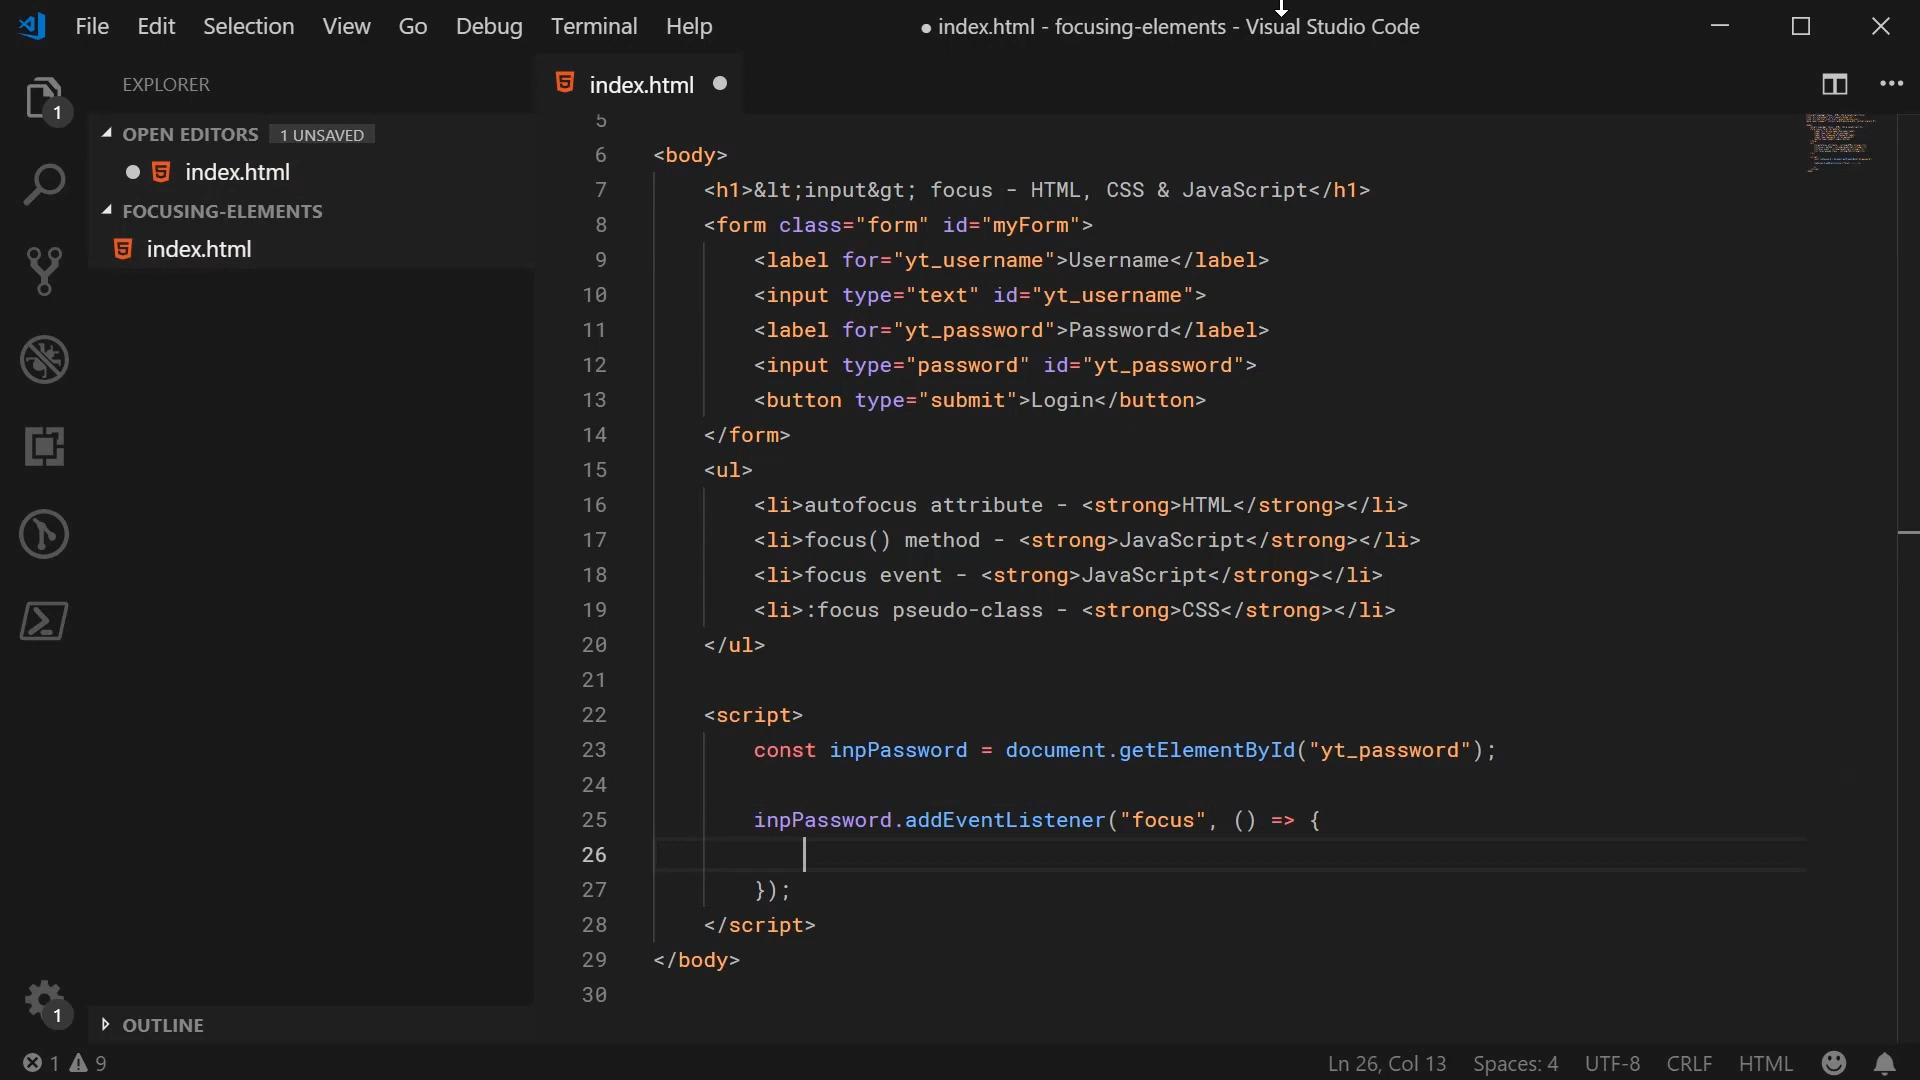 File Edit Selection View Go Debug Terminal Help
● index.html - focusing-elements - Visual Studio Code
EXPLORER
1
OPEN EDITORS 1 UNSAVED
index.html
FOCUSING-ELEMENTS
index.html
OUTLINE
1
index.html
5
6 <body>
7 <h1>&lt;input&gt; focus - HTML, CSS & JavaScript</h1>
8 <form class="form" id="myForm">
9 <label for="yt_username">Username</label>
10 <input type="text" id="yt_username">
11 <label for="yt_password">Password</label>
12 <input type="password" id="yt_password">
13 <button type="submit">Login</button>
14 </form>
15 <ul>
16 <li>autofocus attribute - <strong>HTML</strong></li>
17 <li>focus() method - <strong>JavaScript</strong></li>
18 <li>focus event - <strong>JavaScript</strong></li>
19 <li>:focus pseudo-class - <strong>CSS</strong></li>
20 </ul>
21
22 <script>
23 const inpPassword = document.getElementById("yt_password");
24
25 inpPassword.addEventListener("focus", () => {
26
27 });
28 </script>
29 </body>
30
1 9
Ln 26, Col 13 Spaces: 4 UTF-8 CRLF HTML